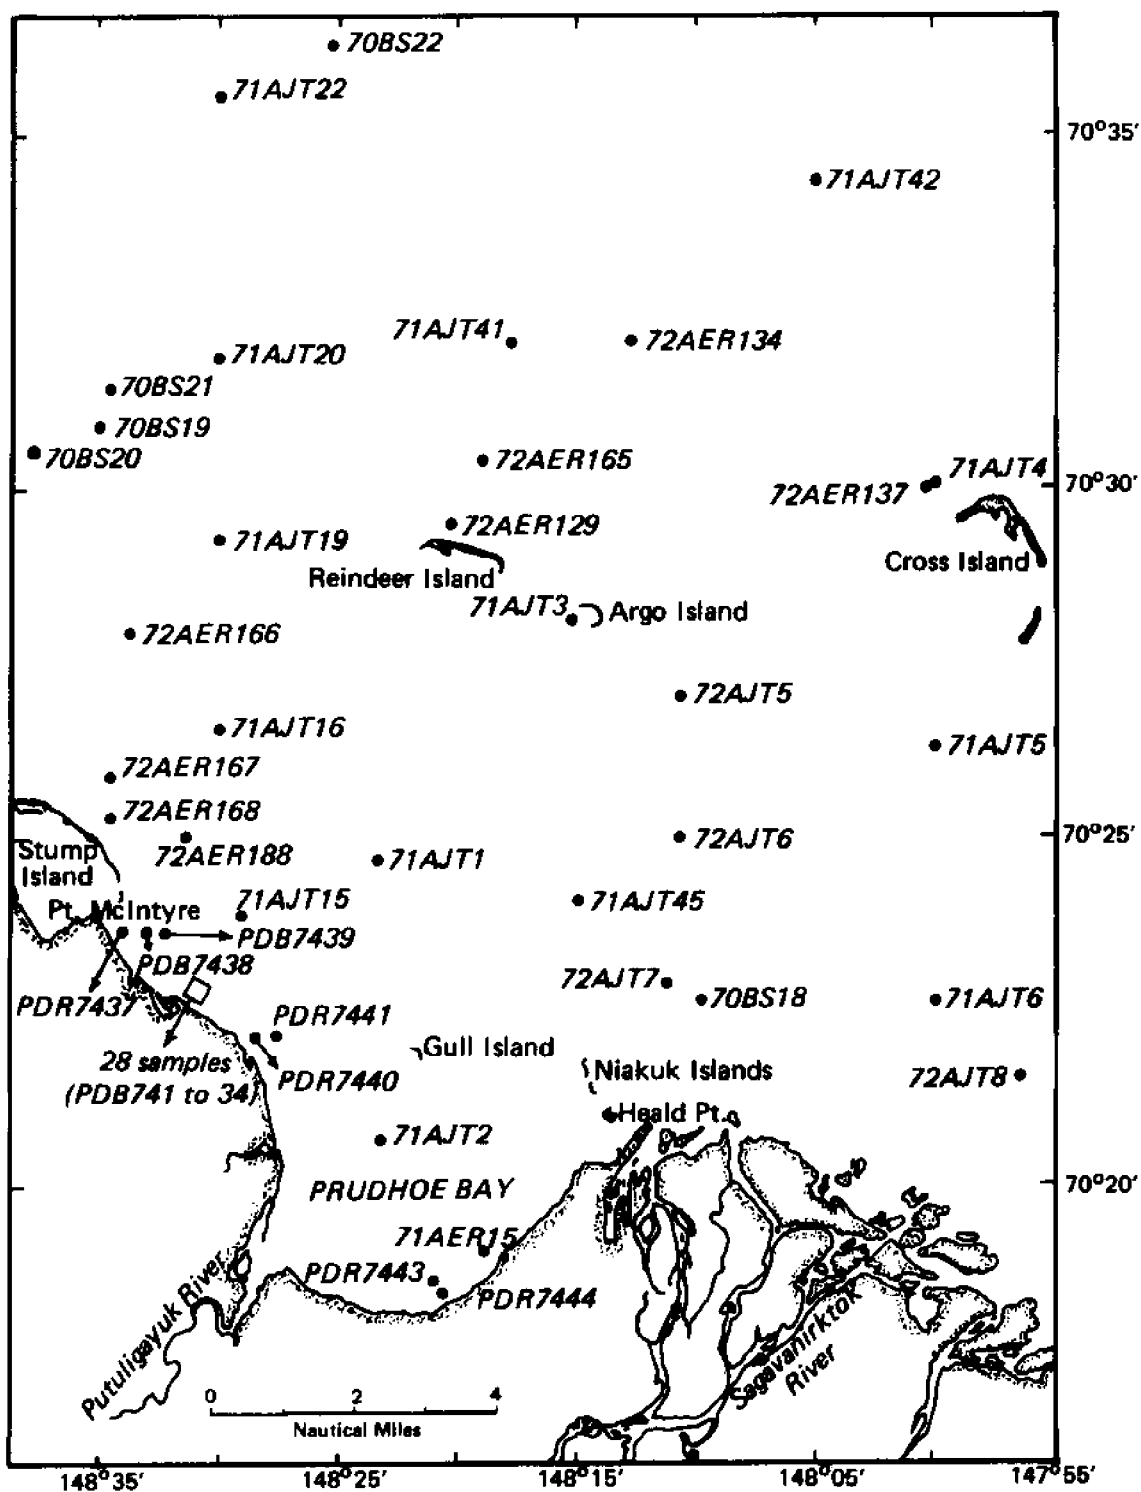 70BS22
71AJT22
70°35′
71AJT42
71AJT41
72AER134
71AJT20
70BS21
70BS19
70BS20
72AER165
71AJT4
70°30′
72AER137
72AER129
71AJT19
Cross Island
Reindeer Island
71AJT3
Argo Island
72AER166
72AJT5
71AJT16
71AJT5
72AER167
72AER168
70°25′
72AJT6
Stump
Island
72AER188
71AJT1
71AJT15
71AJT45
Pt. McIntyre
PDB7439
PDB7438
72AJT7
70BS18
71AJT6
PDR7437
PDR7441
Gull Island
28 samples
(PDB741 to 34)
PDR7440
Niakuk Islands
72AJT8
Heald Pt.
71AJT2
PRUDHOE BAY
70°20′
71AER15
PDR7443
PDR7444
Putuligayuk River
Sagavanirktok
River
0 2 4
Nautical Miles
148°35′ 148°25′ 148°15′ 148°05′ 147°55′